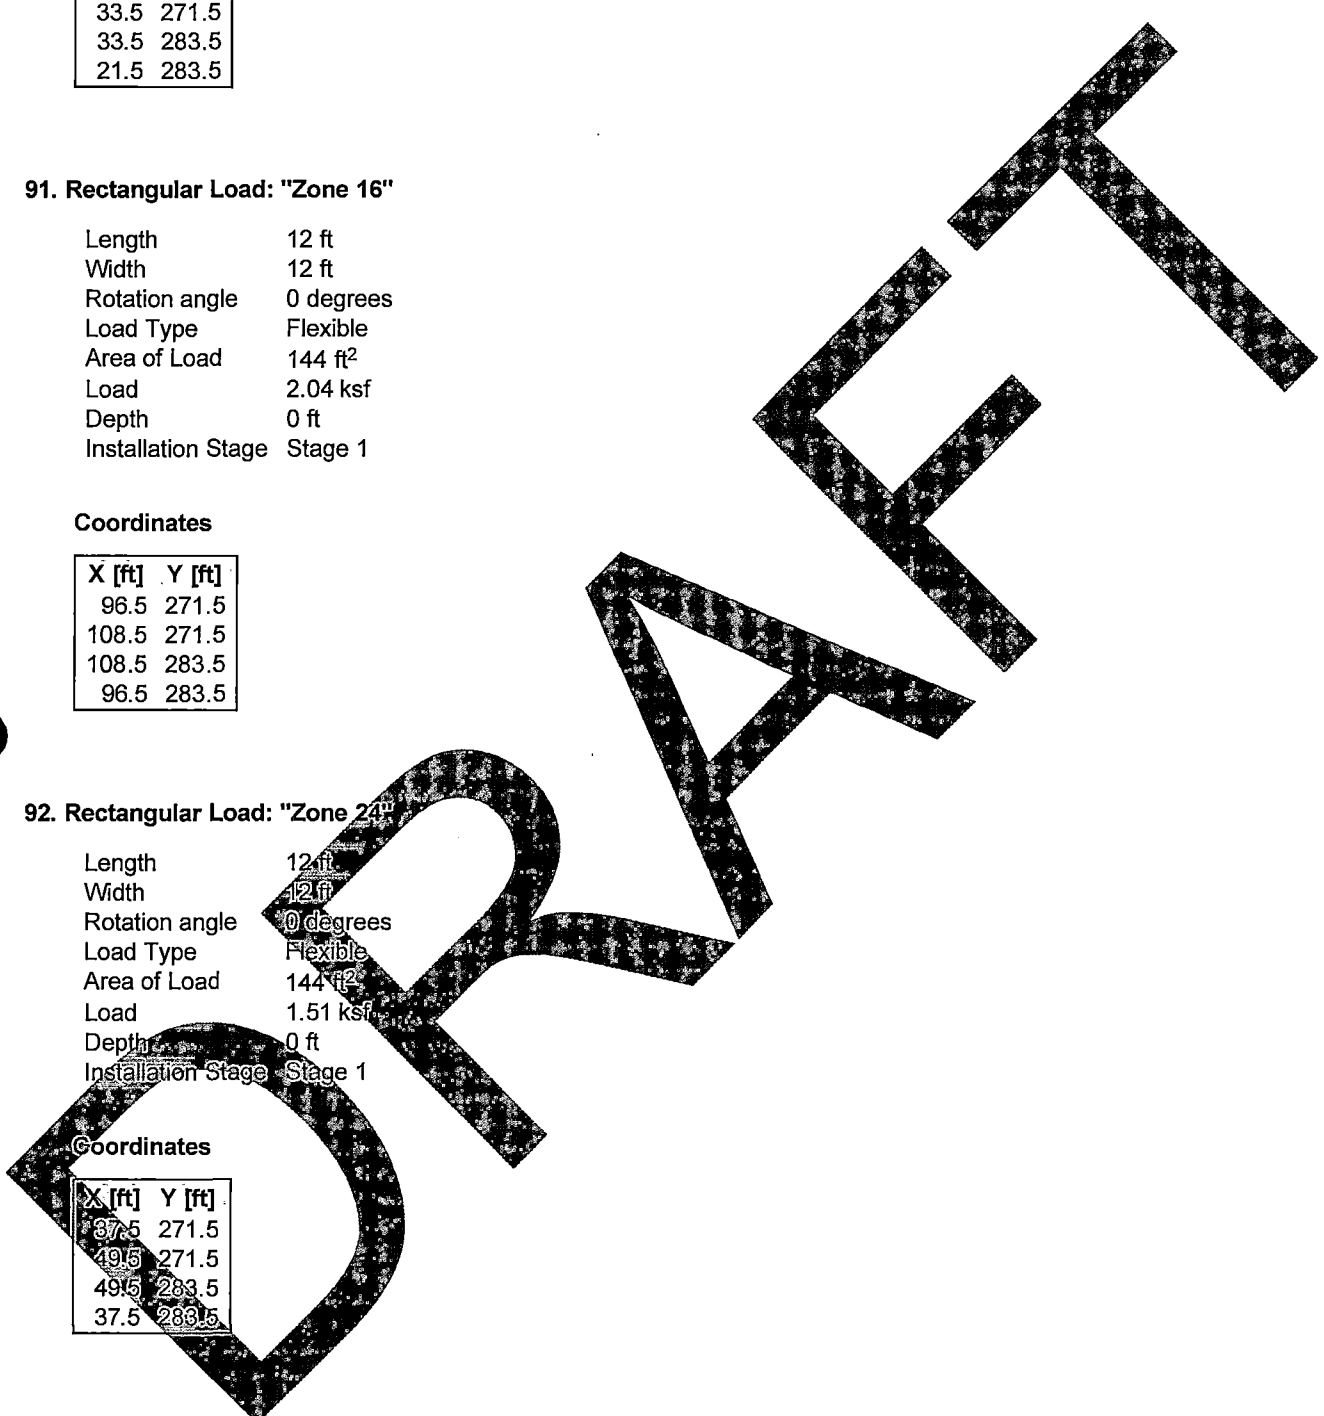 33.5 271.5
33.5 283.5
21.5 283.5
91. Rectangular Load: "Zone 16"
Length 12 ft
Width 12 ft
Rotation angle 0 degrees
Load Type Flexible
Area of Load 144 ft²
Load 2.04 ksf
Depth 0 ft
Installation Stage Stage 1
Coordinates
X [ft] Y [ft]
96.5 271.5
108.5 271.5
108.5 283.5
96.5 283.5
92. Rectangular Load: "Zone 24"
Length 12 ft
Width 12 ft
Rotation angle 0 degrees
Load Type Flexible
Area of Load 144 ft²
Load 1.51 ksf
Depth 0 ft
Installation Stage Stage 1
Coordinates
X [ft] Y [ft]
37.5 271.5
49.5 271.5
49.5 283.5
37.5 283.5
DRAFT